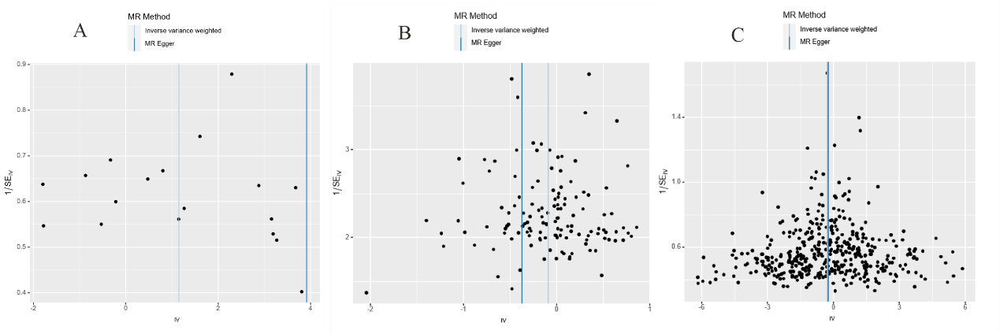 A
MR Method
Inverse variance weighted
MR Egger
0.9
0.8
0.7
0.6
0.5
0.4
1/SE_IV
-2
0
2
4
IV
B
MR Method
Inverse variance weighted
MR Egger
3
2
1/SE_IV
-2
-1
0
1
IV
C
MR Method
Inverse variance weighted
MR Egger
1.4
1.0
0.6
1/SE_IV
-6
-3
0
3
6
IV